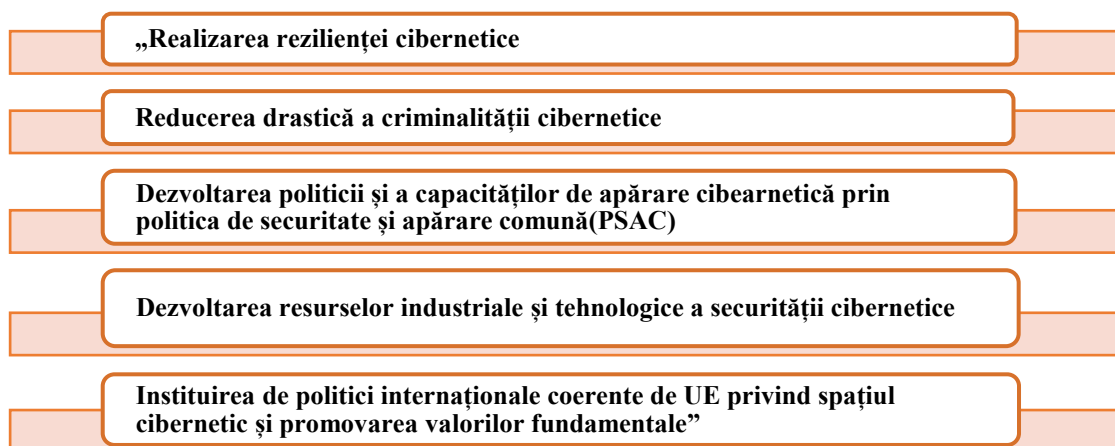 „Realizarea rezilienței cibernetice
Reducerea drastică a criminalității cibernetice
Dezvoltarea politicii și a capacităților de apărare cibearnetică prin
politica de securitate și apărare comună(PSAC)
Dezvoltarea resurselor industriale și tehnologice a securității cibernetice
Instituirea de politici internaționale coerente de UE privind spațiul
cibernetic și promovarea valorilor fundamentale”